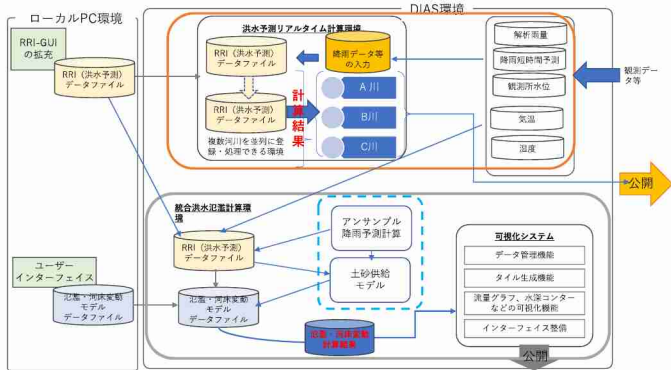 ローカルPC環境
DIAS環境
RRI-GUI
の拡充
RRI（洪水予測）
データファイル
洪水予測リアルタイム計算環境
RRI（洪水予測）
データファイル
RRI（洪水予測）
データファイル
複数河川を並列に登
録・処理できる環境
計算結果
降雨データ等
の入力
A川
B川
C川
解析雨量
降雨短時間予測
観測所水位
気温
湿度
観測デー
タ等
公開
統合洪水氾濫計算環
境
RRI（洪水予測）
データファイル
アンサンブル
降雨予測計算
土砂供給
モデル
ユーザー
インターフェイス
氾濫・河床変動
モデル
データファイル
氾濫・河床変動
モデル
データファイル
氾濫・河床変動
計算結果
可視化システム
データ管理機能
タイル生成機能
流量グラフ、水深コンター
などの可視化機能
インターフェイス整備
公開